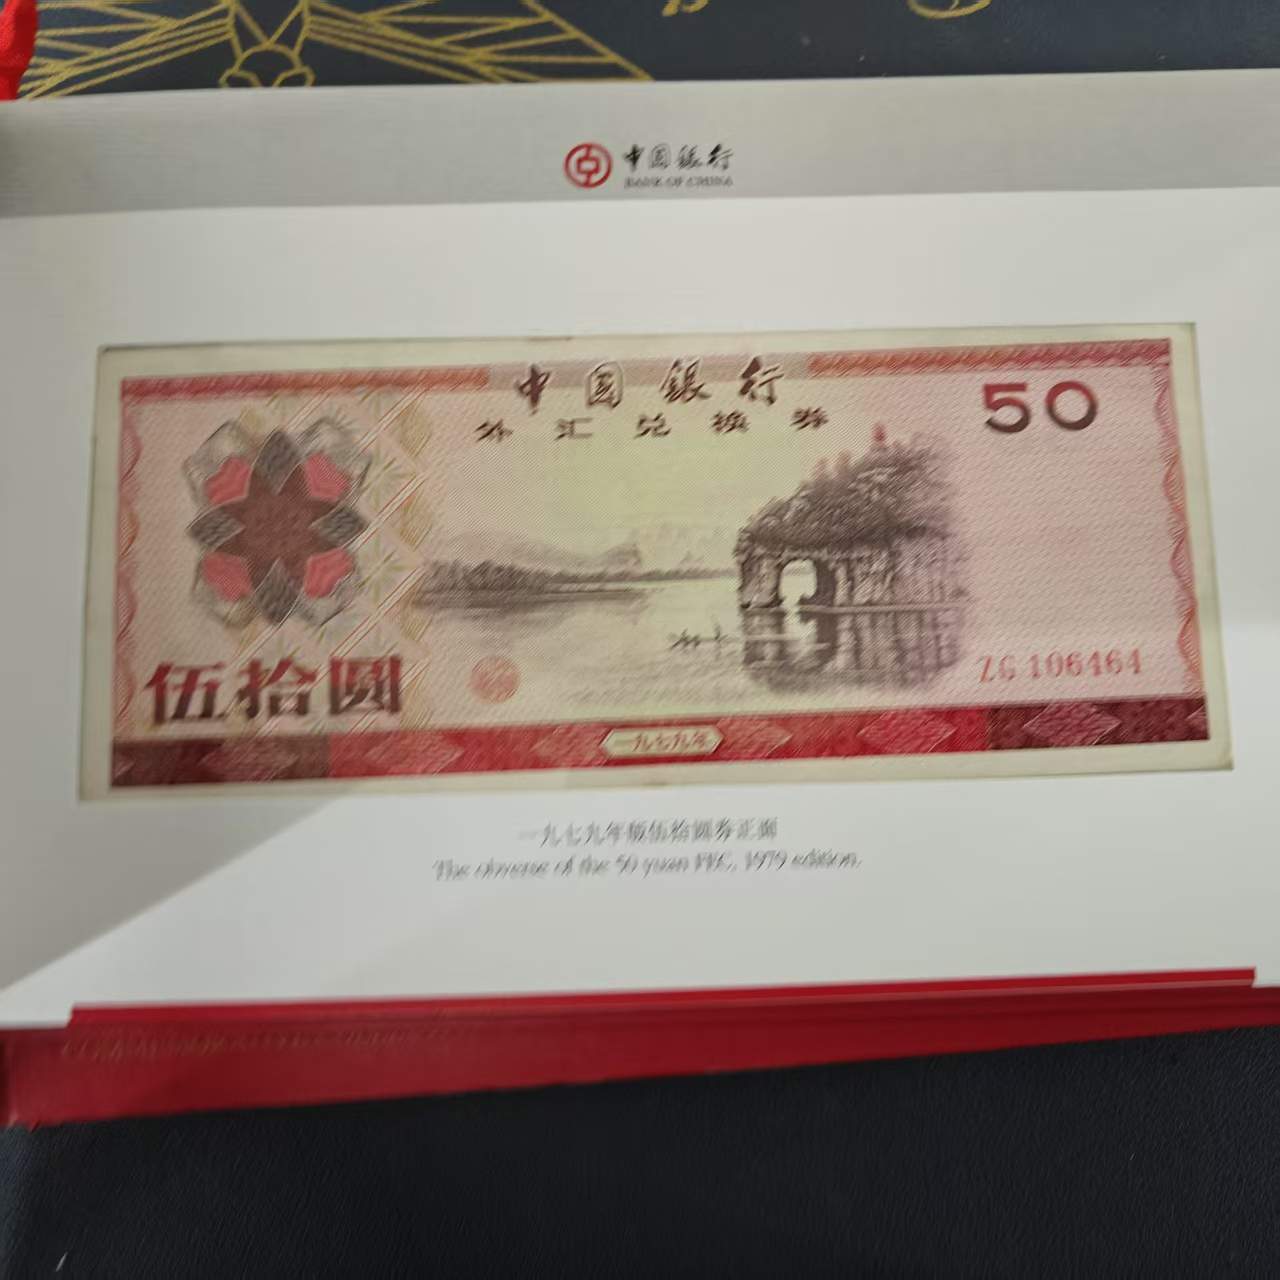 中国银行
BANK OF CHINA
中国銀行
外汇兑换券
50
ZG 106464
伍拾圆
一九七九年
一九七九年版伍拾圆券正面
The obverse of the 50 yuan FEC, 1979 edition.